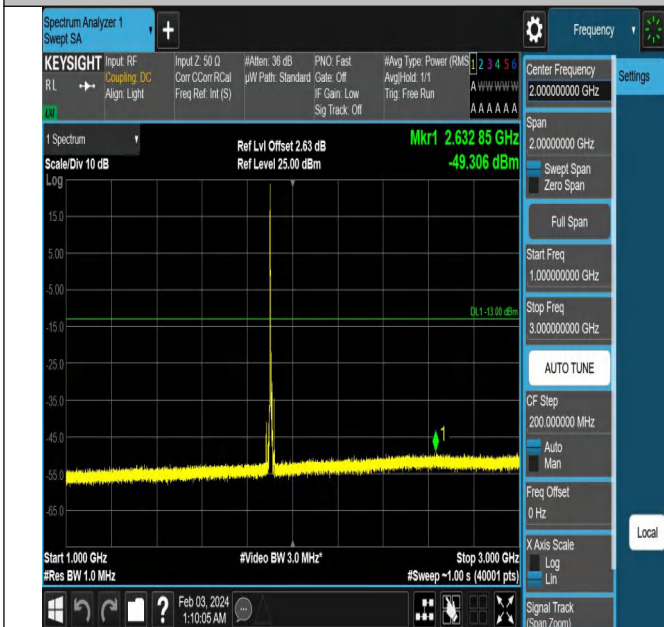 Spectrum Analyzer 1
Swept SA
+
Frequency
KEYSIGHT
RL
LXI
Input: RF
Coupling: DC
Align: Light
Input Z: 50 Ω
Corr CCorr RCal
Freq Ref: Int (S)
#Atten: 36 dB
µW Path: Standard
PNO: Fast
Gate: Off
IF Gain: Low
Sig Track: Off
#Avg Type: Power (RMS
Avg|Hold: 1/1
Trig: Free Run
1 2 3 4 5 6
A W W W W W
A A A A A A
1 Spectrum
Scale/Div 10 dB
Log
Ref Lvl Offset 2.63 dB
Ref Level 25.00 dBm
Mkr1 2.632 85 GHz
-49.306 dBm
15.0
5.00
-5.00
-15.0
-25.0
-35.0
-45.0
-55.0
-65.0
DL1 -13.00 dBm
1
Start 1.000 GHz
#Res BW 1.0 MHz
#Video BW 3.0 MHz*
Stop 3.000 GHz
#Sweep ~1.00 s (40001 pts)
Feb 03, 2024
1:10:05 AM
?
Center Frequency
2.00000000 GHz
Span
2.00000000 GHz
Swept Span
Zero Span
Full Span
Start Freq
1.000000000 GHz
Stop Freq
3.000000000 GHz
AUTO TUNE
CF Step
200.000000 MHz
Auto
Man
Freq Offset
0 Hz
X Axis Scale
Log
Lin
Signal Track
(Span Zoom)
Settings
Local